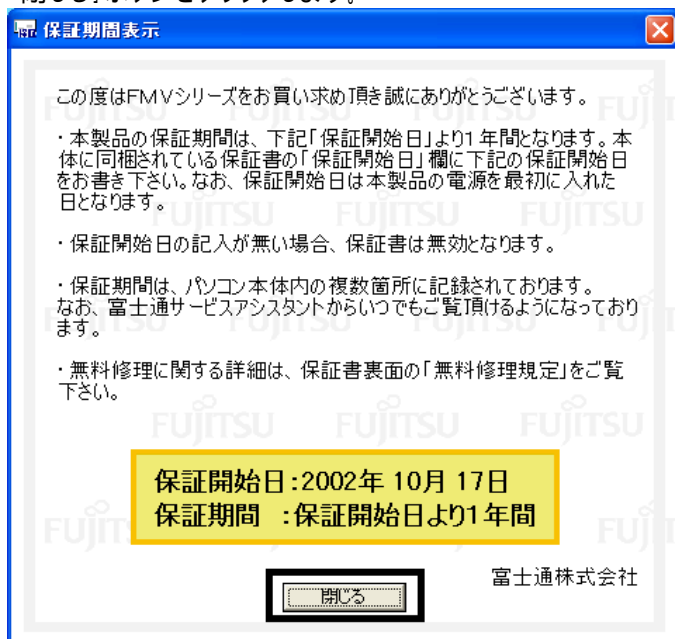 保証期間表示
この度はFMVシリーズをお買い求め頂き誠にありがとうございます。
・本製品の保証期間は、下記「保証開始日」より1年間となります。本
体に同梱されている保証書の「保証開始日」欄に下記の保証開始日
をお書き下さい。なお、保証開始日は本製品の電源を最初に入れた
日となります。
・保証開始日の記入が無い場合、保証書は無効となります。
・保証期間は、パソコン本体内の複数箇所に記録されております。
なお、富士通サービスアシスタントからいつでもご覧頂けるようになっており
ます。
・無料修理に関する詳細は、保証書裏面の「無料修理規定」をご覧
下さい。
FUJITSU FUJITSU FUJITSU
保証開始日:2002年 10月 17日
保証期間 :保証開始日より1年間
富士通株式会社
閉じる